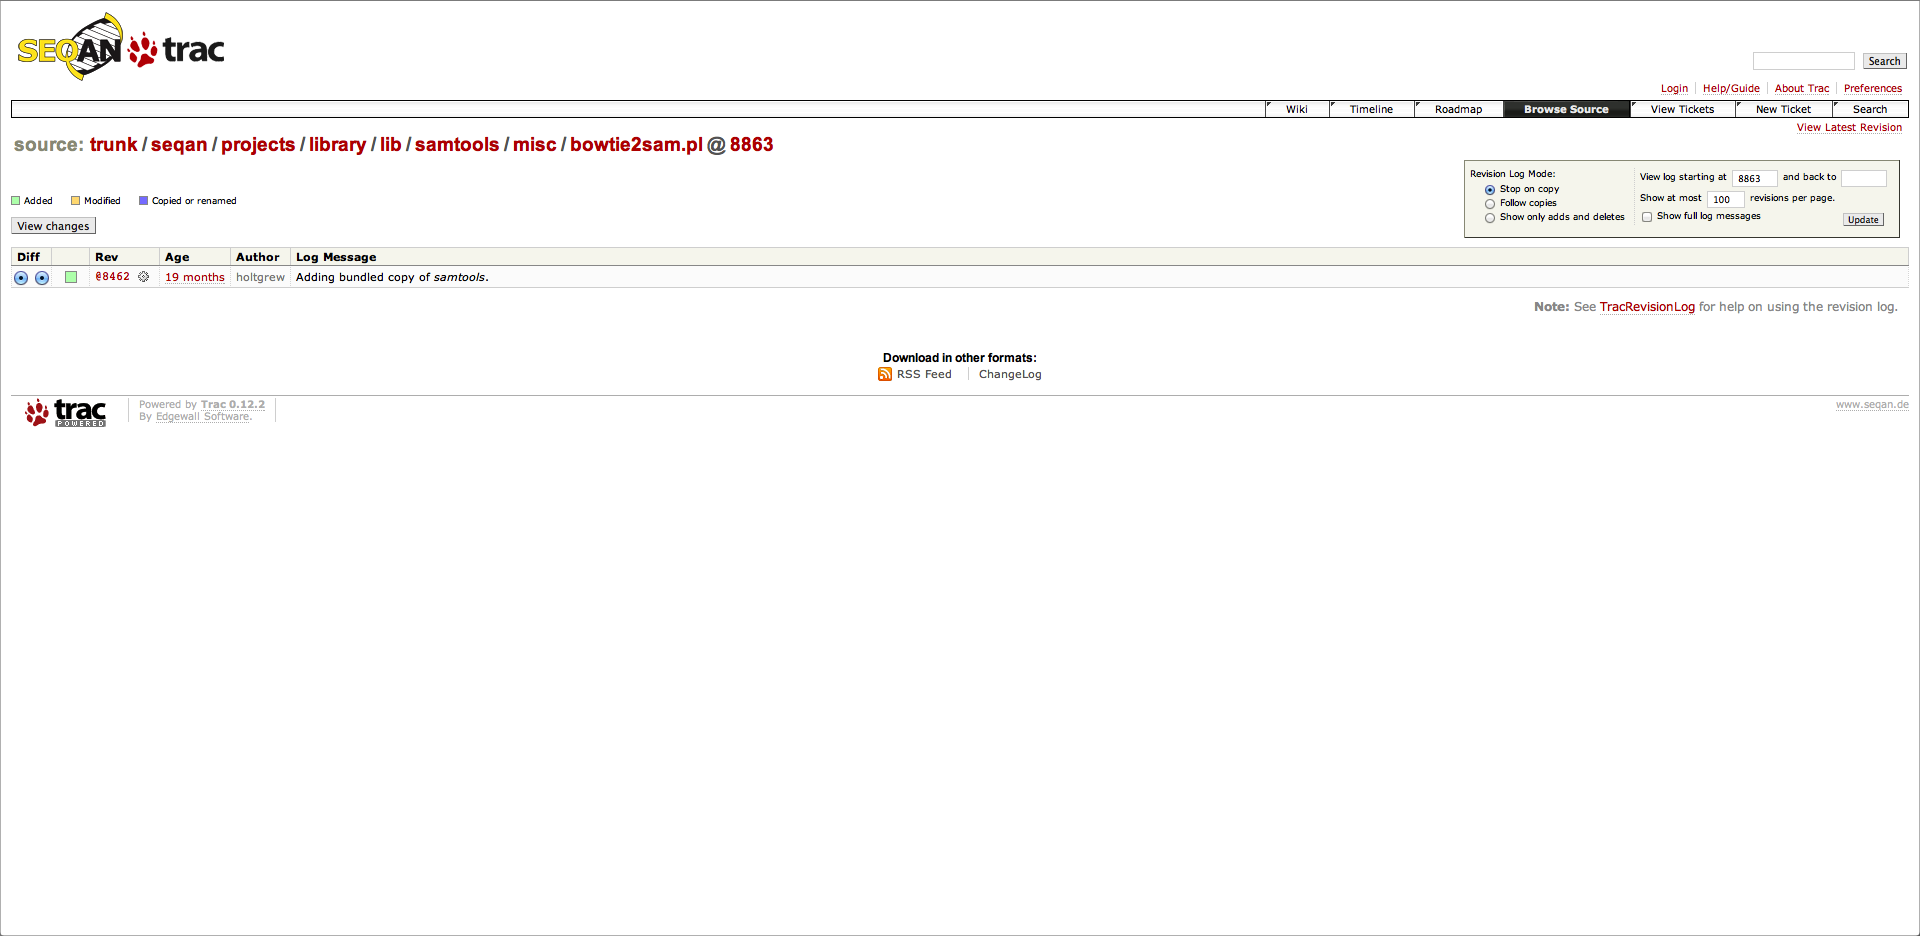 SEQAN trac
Search
Login Help/Guide About Trac Preferences
Wiki Timeline Roadmap Browse Source View Tickets New Ticket Search
View Latest Revision
source: trunk / seqan / projects / library / lib / samtools / misc / bowtie2sam.pl @ 8863
Revision Log Mode:
Stop on copy
Follow copies
Show only adds and deletes
View log starting at 8863 and back to
Show at most 100 revisions per page.
Show full log messages
Update
Added Modified Copied or renamed
View changes
Diff Rev Age Author Log Message
@8462 19 months holtgrew Adding bundled copy of samtools.
Note: See TracRevisionLog for help on using the revision log.
Download in other formats:
RSS Feed ChangeLog
trac POWERED
Powered by Trac 0.12.2
By Edgewall Software.
www.seqan.de